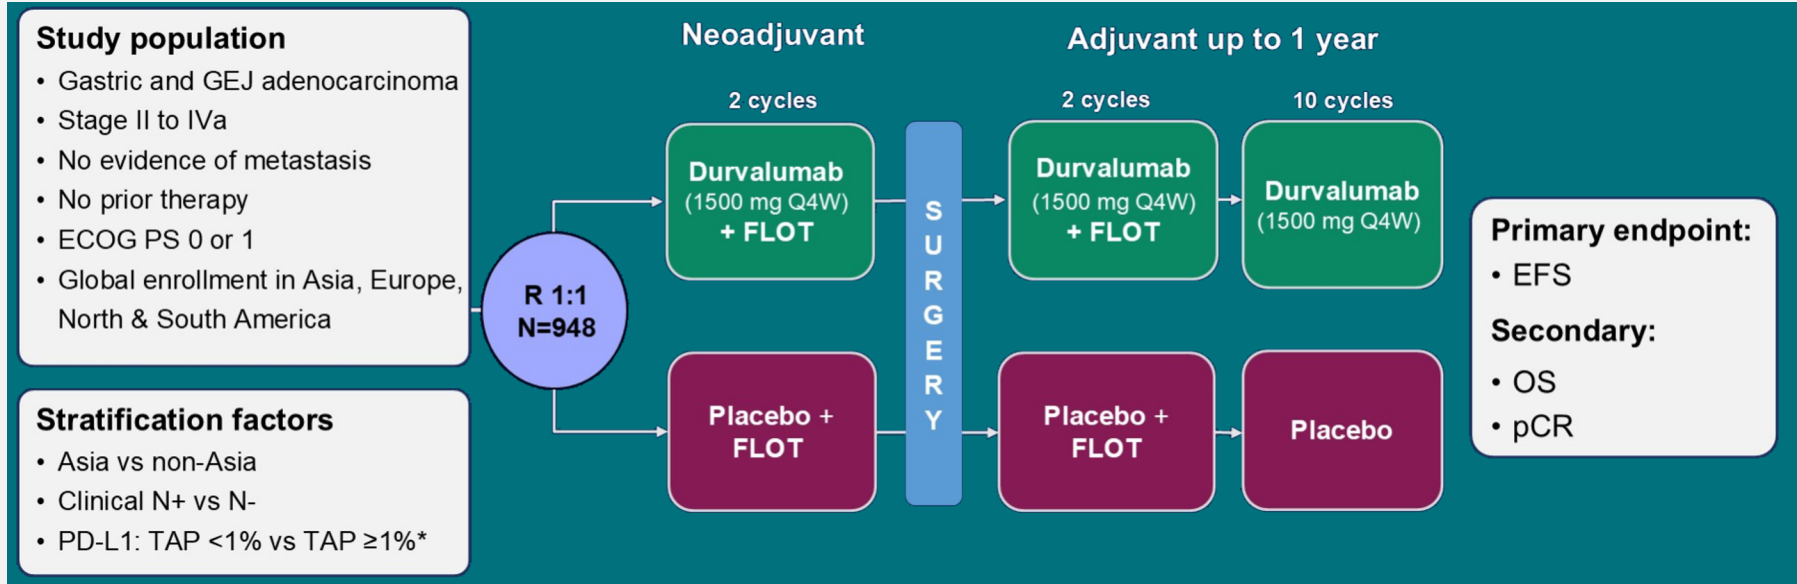 Study population
• Gastric and GEJ adenocarcinoma
• Stage II to IVa
• No evidence of metastasis
• No prior therapy
• ECOG PS 0 or 1
• Global enrollment in Asia, Europe,
North & South America
Stratification factors
• Asia vs non-Asia
• Clinical N+ vs N-
• PD-L1: TAP <1% vs TAP ≥1%*
R 1:1
N=948
Neoadjuvant
2 cycles
Durvalumab
(1500 mg Q4W)
+ FLOT
Placebo +
FLOT
SURGERY
Adjuvant up to 1 year
2 cycles
Durvalumab
(1500 mg Q4W)
+ FLOT
Placebo +
FLOT
10 cycles
Durvalumab
(1500 mg Q4W)
Placebo
Primary endpoint:
• EFS
Secondary:
• OS
• pCR